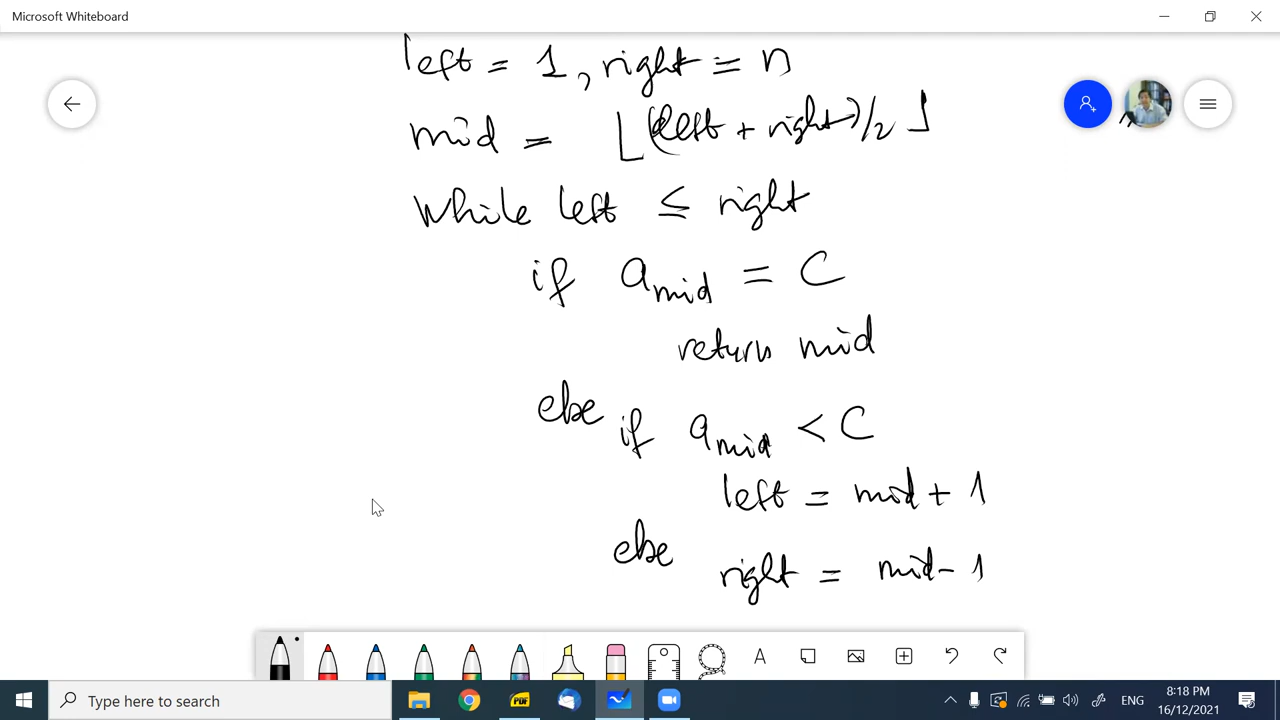 Microsoft Whiteboard
left = 1, right = n
mid = ⌊(left + right)/2⌋
While left ≤ right
if a_mid = C
return mid
else if a_mid < C
left = mid + 1
else right = mid - 1
A
Type here to search
PDF
ENG
8:18 PM
16/12/2021